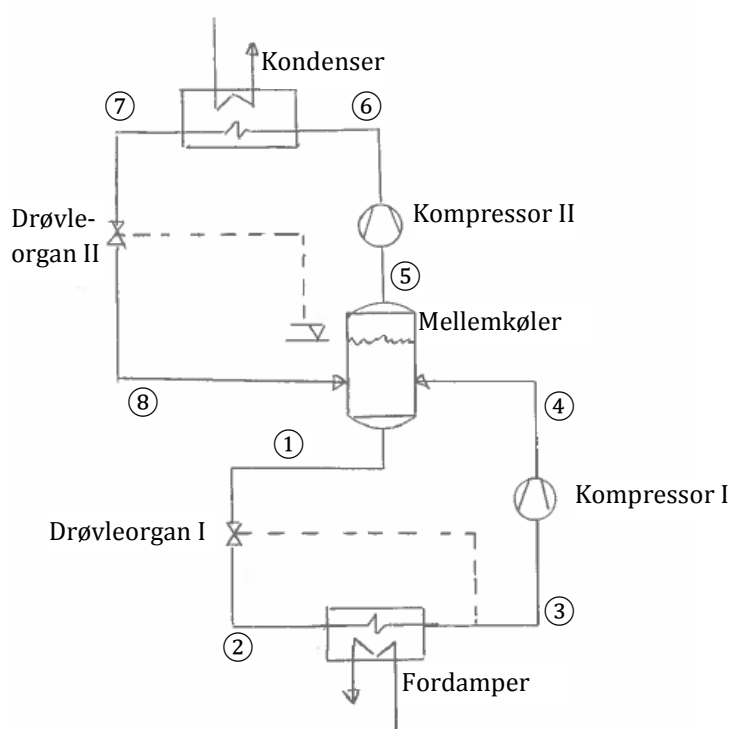 Kondenser
⑦
⑥
Drøvle-
organ II
Kompressor II
⑤
Mellemkøler
⑧
④
①
Kompressor I
Drøvleorgan I
③
②
Fordamper